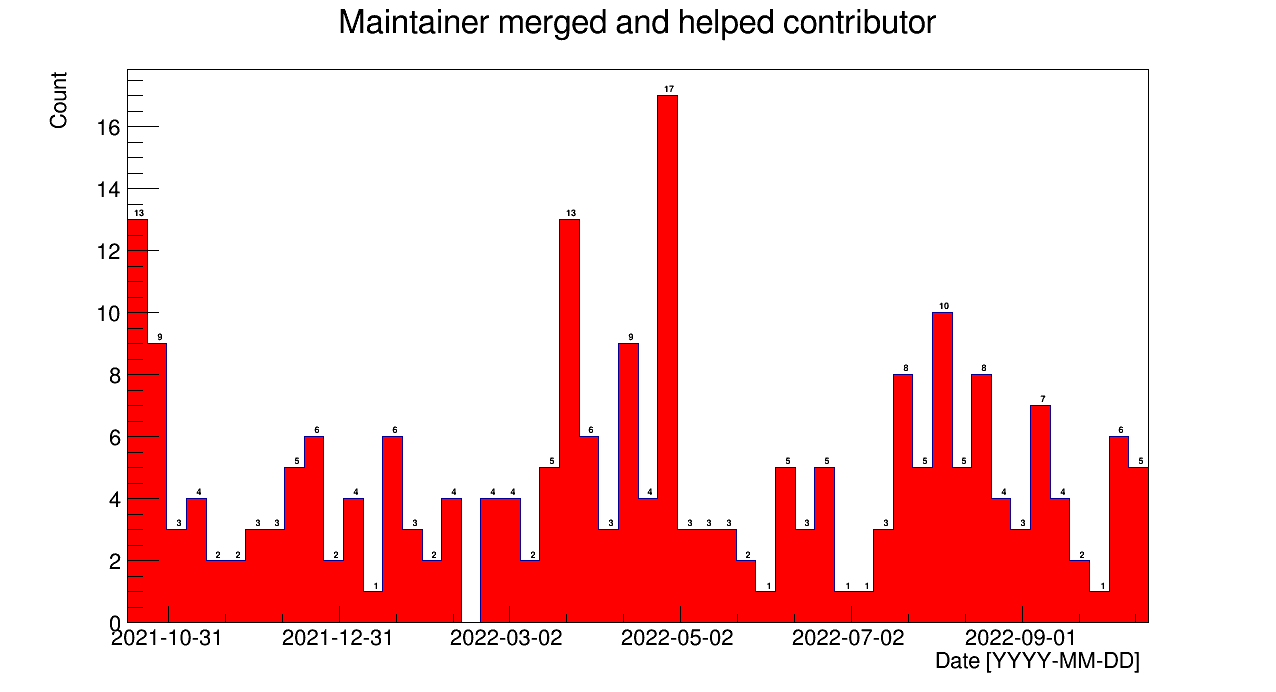 Maintainer merged and helped contributor
Count
16
14
12
10
8
6
4
2
0
13 9 3 4 2 2 3 3 5 6 2 4 1 6 3 2 4 4 4 2 5 13 6 3 9 4 17 3 3 3 2 1 5 3 5 1 1 3 8 5 10 5 8 4 3 7 4 2 1 6 5
2021-10-31 2021-12-31 2022-03-02 2022-05-02 2022-07-02 2022-09-01
Date [YYYY-MM-DD]